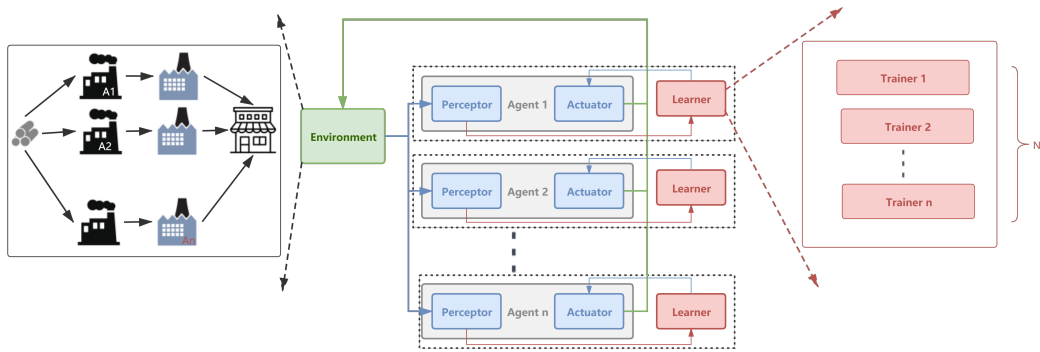 A1
A2
An
Environment
Perceptor
Agent 1
Actuator
Learner
Perceptor
Agent 2
Actuator
Learner
Perceptor
Agent n
Actuator
Learner
Trainer 1
Trainer 2
Trainer n
N